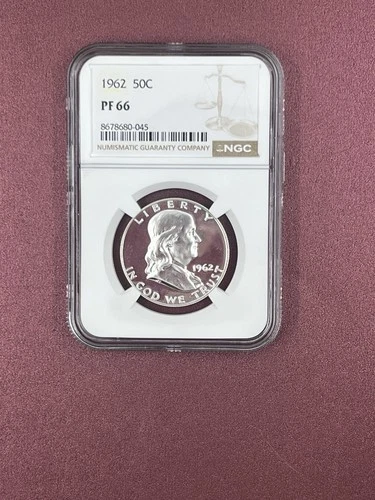 1962 50C
PF 66
8678680-045
NUMISMATIC GUARANTY COMPANY
NGC
LIBERTY
1962
IN GOD WE TRUST